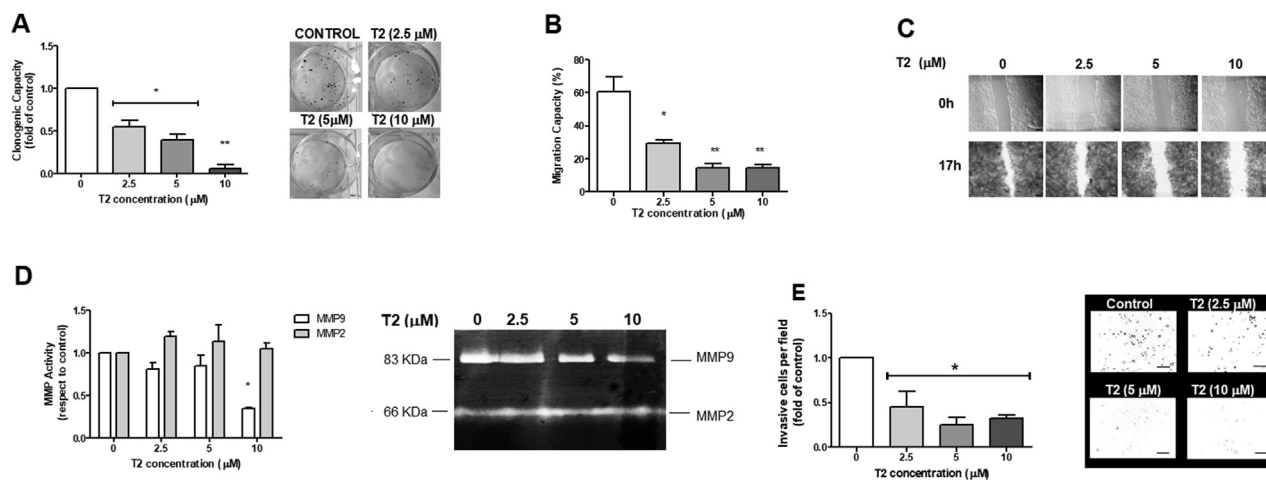 A
Clonogenic Capacity
(fold of control)
1.5
1.0
0.5
0.0
*
**
0 2.5 5 10
T2 concentration ( μM)
CONTROL T2 (2.5 μM)
T2 (5μM) T2 (10 μM)
B
Migration Capacity (%)
80
60
40
20
0
*
** **
0 2.5 5 10
T2 concentration ( μM)
C
T2 (μM) 0 2.5 5 10
0h
17h
D
MMP Activity
(respect to control)
1.5
1.0
0.5
0.0
*
0 2.5 5 10
T2 concentration ( μM)
MMP9
MMP2
T2 (μM) 0 2.5 5 10
83 KDa MMP9
66 KDa MMP2
E
Invasive cells per field
(fold of control)
1.5
1.0
0.5
0.0
*
0 2.5 5 10
T2 concentration ( μM)
Control T2 (2.5 μM)
T2 (5 μM) T2 (10 μM)